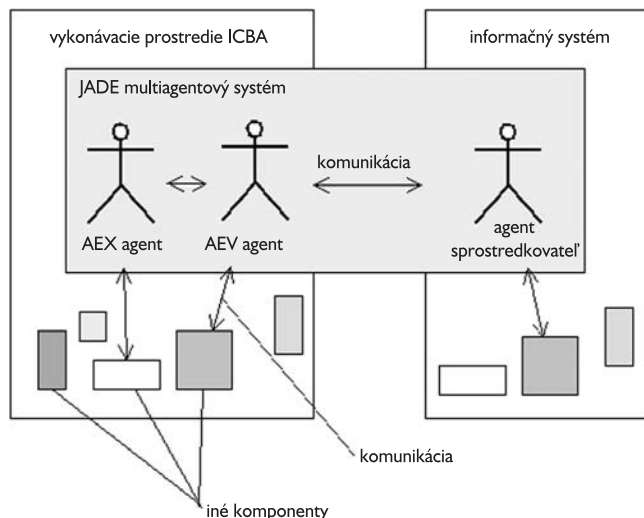 vykonávacie prostredie ICBA
informačný systém
JADE multiagentový systém
komunikácia
AEX agent
AEV agent
agent
sprostredkovateľ
komunikácia
iné komponenty